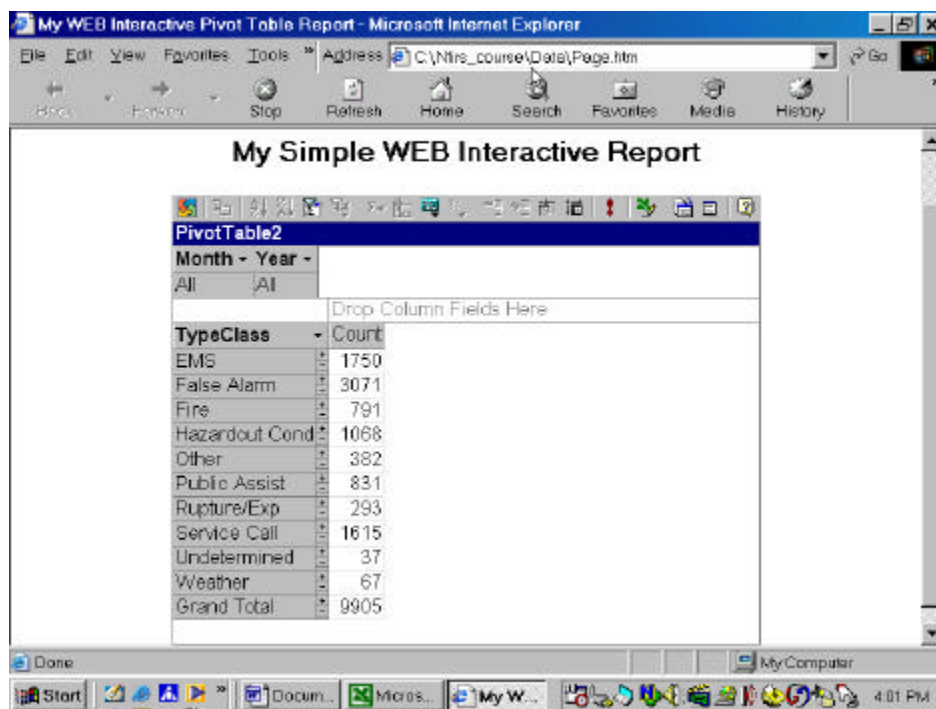 My WEB Interactive Pivot Table Report - Microsoft Internet Explorer
File Edit View Favorites Tools » Address C:\Nfirs_course\Data\Page.htm Go
Back Forward Stop Refresh Home Search Favorites Media History
My Simple WEB Interactive Report
PivotTable2
Month Year
All All
Drop Column Fields Here
TypeClass Count
EMS 1750
False Alarm 3071
Fire 791
Hazardout Cond 1068
Other 382
Public Assist 831
Rupture/Exp 293
Service Call 1615
Undetermined 37
Weather 67
Grand Total 9905
Done My Computer
Start » Docum... Micros... My W... 4:01 PM